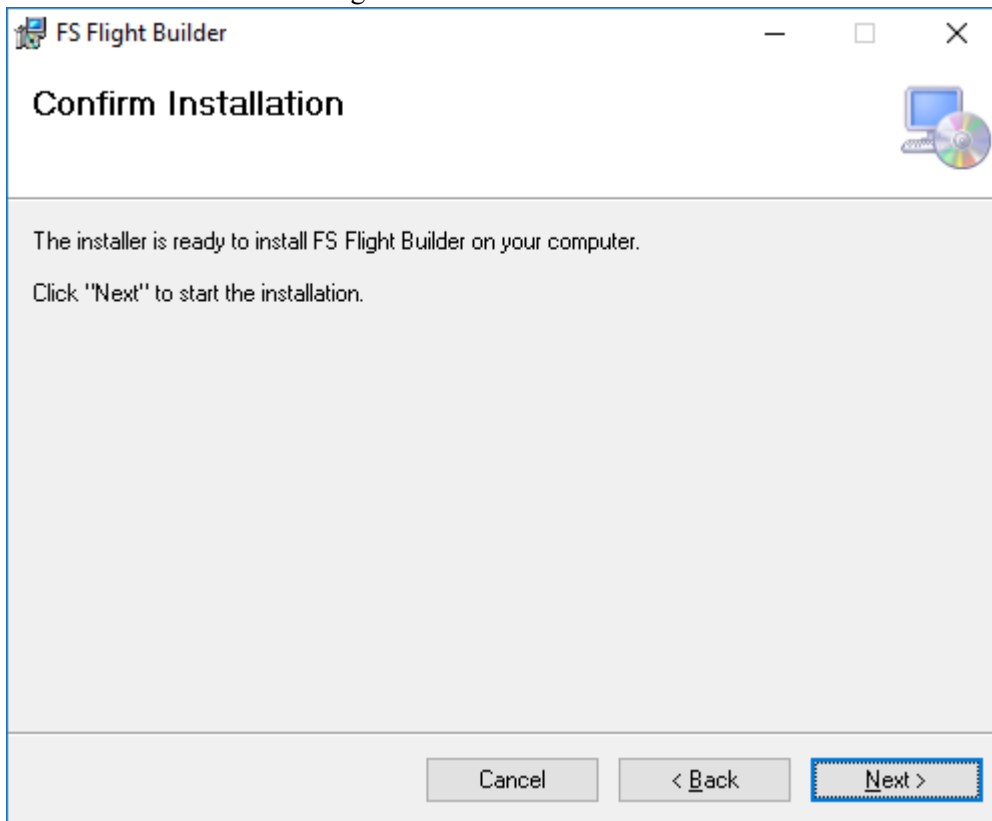 FS Flight Builder
Confirm Installation
The installer is ready to install FS Flight Builder on your computer.
Click "Next" to start the installation.
Cancel
< Back
Next >